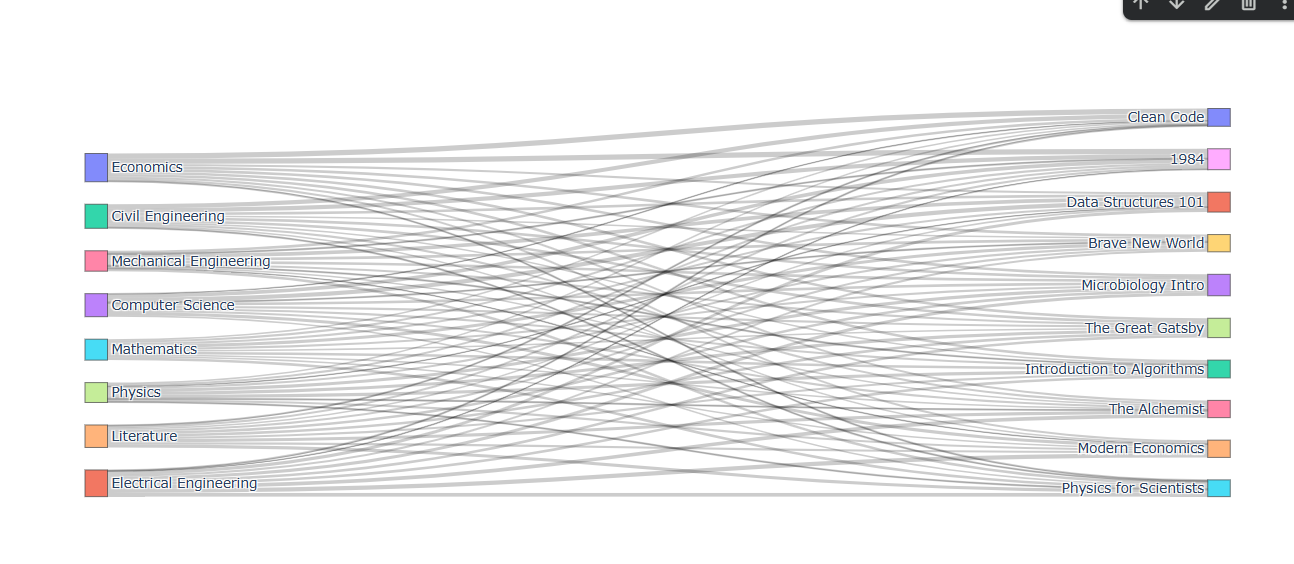 Economics
Civil Engineering
Mechanical Engineering
Computer Science
Mathematics
Physics
Literature
Electrical Engineering
Clean Code
1984
Data Structures 101
Brave New World
Microbiology Intro
The Great Gatsby
Introduction to Algorithms
The Alchemist
Modern Economics
Physics for Scientists